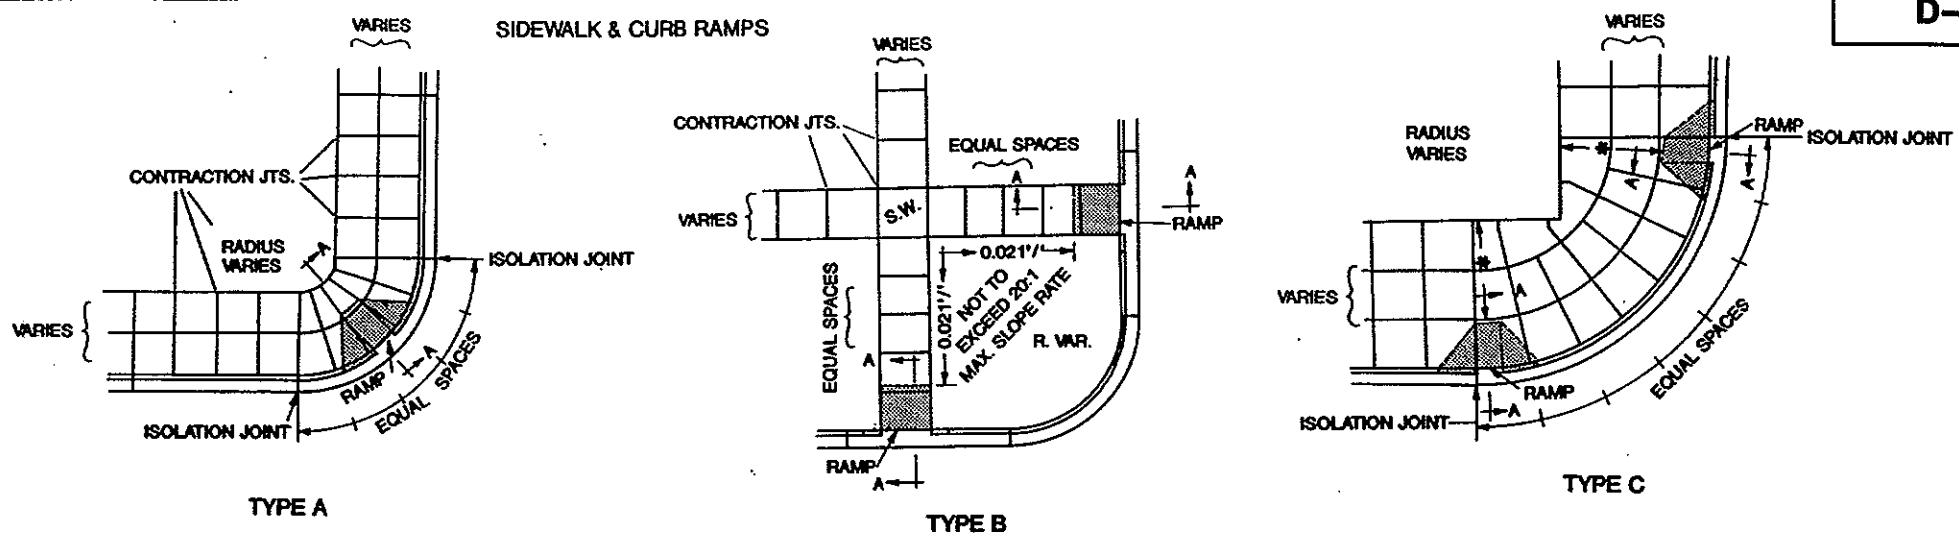 SIDEWALK & CURB RAMPS
D-
VARIES
CONTRACTION JTS.
RADIUS
VARIES
A
ISOLATION JOINT
VARIES
RAMP
A
EQUAL SPACES
ISOLATION JOINT
TYPE A
VARIES
CONTRACTION JTS.
EQUAL SPACES
A
A
VARIES
S.W.
RAMP
0.021'/'
0.021'/'
NOT TO
EXCEED 20:1
MAX. SLOPE RATE
EQUAL SPACES
R. VAR.
A
RAMP
A
TYPE B
VARIES
RADIUS
VARIES
RAMP
ISOLATION JOINT
*
A
A
*
VARIES
A
EQUAL SPACES
RAMP
A
ISOLATION JOINT
TYPE C